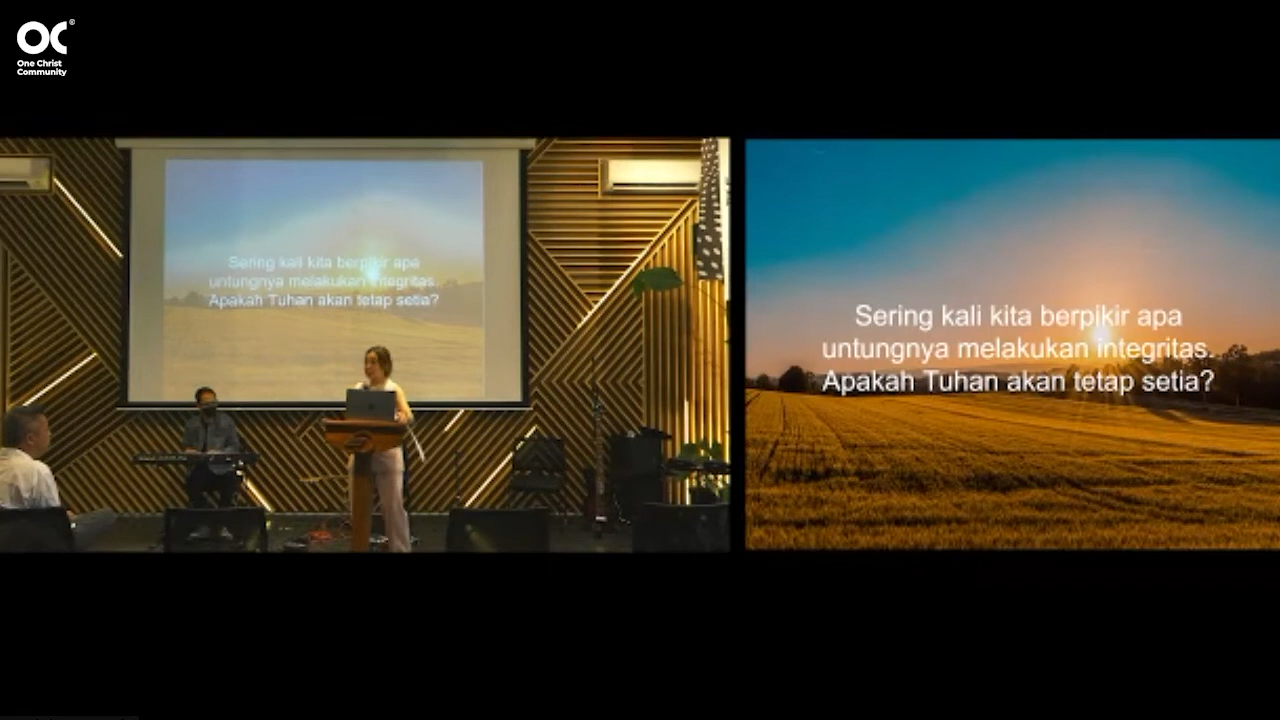 OC®
One Christ
Community
Sering kali kita berpikir apa
untungnya melakukan integritas.
Apakah Tuhan akan tetap setia?
Sering kali kita berpikir apa
untungnya melakukan integritas.
Apakah Tuhan akan tetap setia?